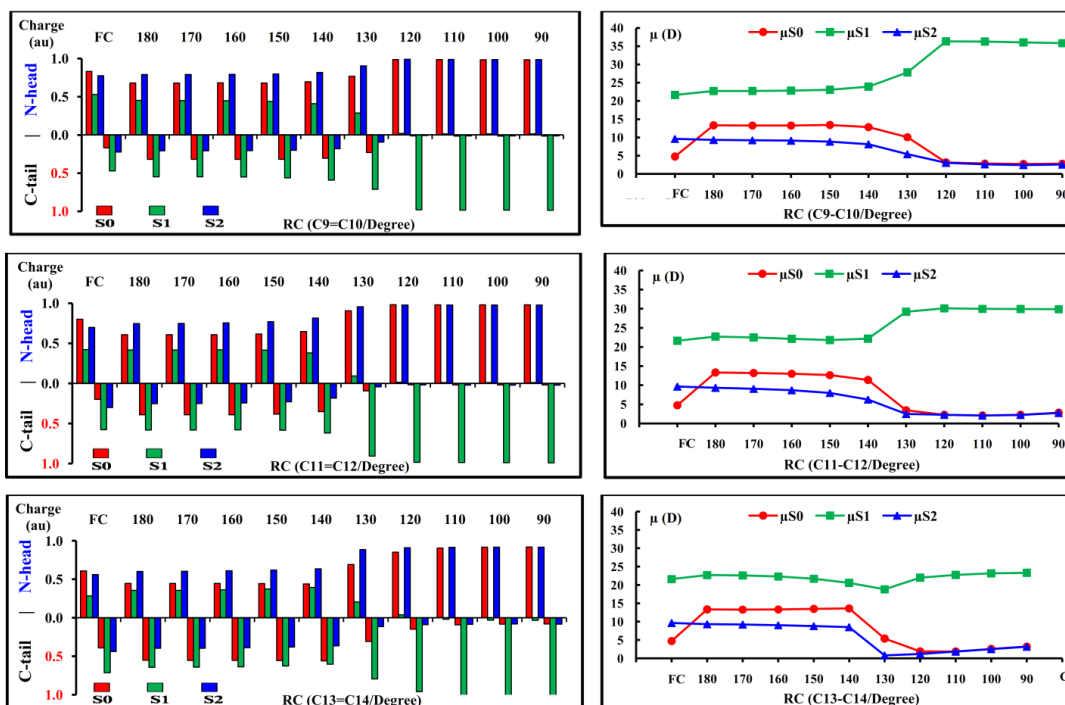 Charge
(au)
FC 180 170 160 150 140 130 120 110 100 90
1.0
0.5
0.0
0.5
1.0
C-tail | N-head
S0 S1 S2
RC (C9=C10/Degree)
40
35
30
25
20
15
10
5
0
μ (D)
μS0 μS1 μS2
FC 180 170 160 150 140 130 120 110 100 90
RC (C9-C10/Degree)
Charge
(au)
FC 180 170 160 150 140 130 120 110 100 90
1.0
0.5
0.0
0.5
1.0
C-tail | N-head
S0 S1 S2
RC (C11=C12/Degree)
40
35
30
25
20
15
10
5
0
μ (D)
μS0 μS1 μS2
FC 180 170 160 150 140 130 120 110 100 90
RC (C11-C12/Degree)
Charge
(au)
FC 180 170 160 150 140 130 120 110 100 90
1.0
0.5
0.0
0.5
1.0
C-tail | N-head
S0 S1 S2
RC (C13=C14/Degree)
40
35
30
25
20
15
10
5
0
μ (D)
μS0 μS1 μS2
FC 180 170 160 150 140 130 120 110 100 90
RC (C13-C14/Degree)